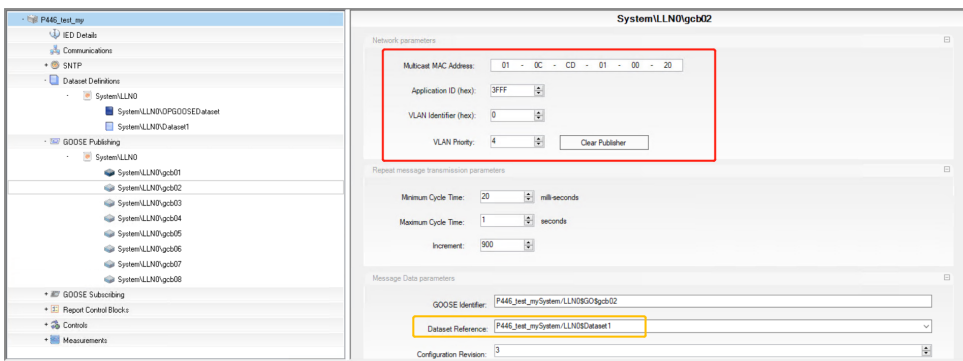 P446_test_my
IED Details
Communications
SNTP
Dataset Definitions
System\LLN0
System\LLN0\OPGOOSEDataset
System\LLN0\Dataset1
GOOSE Publishing
System\LLN0
System\LLN0\gcb01
System\LLN0\gcb02
System\LLN0\gcb03
System\LLN0\gcb04
System\LLN0\gcb05
System\LLN0\gcb06
System\LLN0\gcb07
System\LLN0\gcb08
GOOSE Subscribing
Report Control Blocks
Controls
Measurements
System\LLN0\gcb02
Network parameters
Multicast MAC Address: 01 - 0C - CD - 01 - 00 - 20
Application ID (hex): 3FFF
VLAN Identifier (hex): 0
VLAN Priority: 4 Clear Publisher
Repeat message transmission parameters
Minimum Cycle Time: 20 milli-seconds
Maximum Cycle Time: 1 seconds
Increment: 900
Message Data parameters
GOOSE Identifier: P446_test_mySystem/LLN0$GO$gcb02
Dataset Reference: P446_test_mySystem/LLN0$Dataset1
Configuration Revision: 3